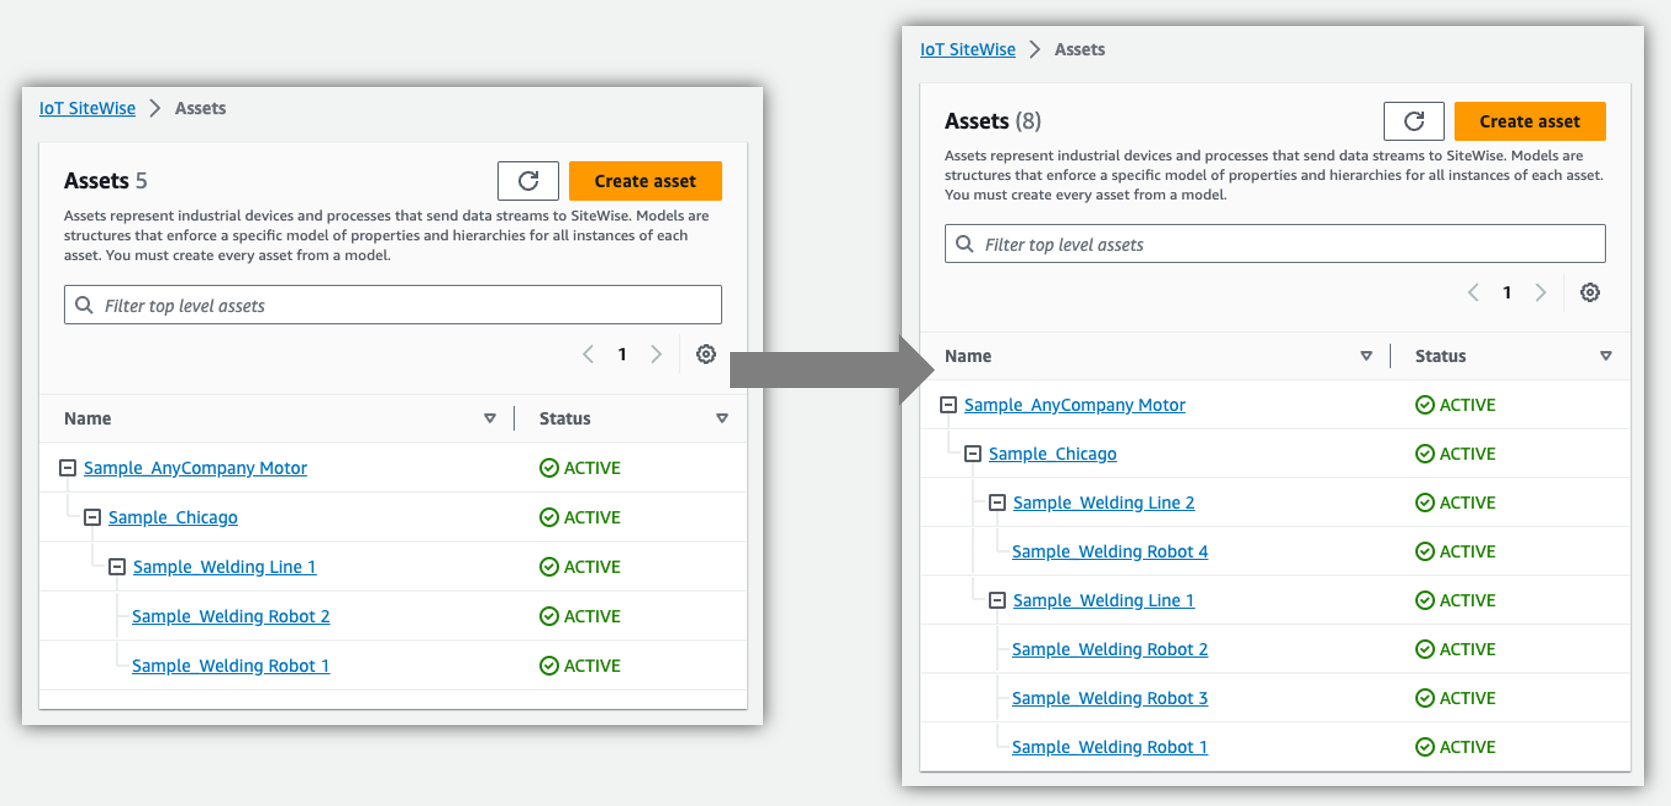 IoT SiteWise > Assets
Assets 5
Create asset
Assets represent industrial devices and processes that send data streams to SiteWise. Models are
structures that enforce a specific model of properties and hierarchies for all instances of each
asset. You must create every asset from a model.
Filter top level assets
1
Name Status
Sample_AnyCompany Motor ACTIVE
Sample_Chicago ACTIVE
Sample_Welding Line 1 ACTIVE
Sample_Welding Robot 2 ACTIVE
Sample_Welding Robot 1 ACTIVE
IoT SiteWise > Assets
Assets (8)
Create asset
Assets represent industrial devices and processes that send data streams to SiteWise. Models are
structures that enforce a specific model of properties and hierarchies for all instances of each asset.
You must create every asset from a model.
Filter top level assets
1
Name Status
Sample_AnyCompany Motor ACTIVE
Sample_Chicago ACTIVE
Sample_Welding Line 2 ACTIVE
Sample_Welding Robot 4 ACTIVE
Sample_Welding Line 1 ACTIVE
Sample_Welding Robot 2 ACTIVE
Sample_Welding Robot 3 ACTIVE
Sample_Welding Robot 1 ACTIVE